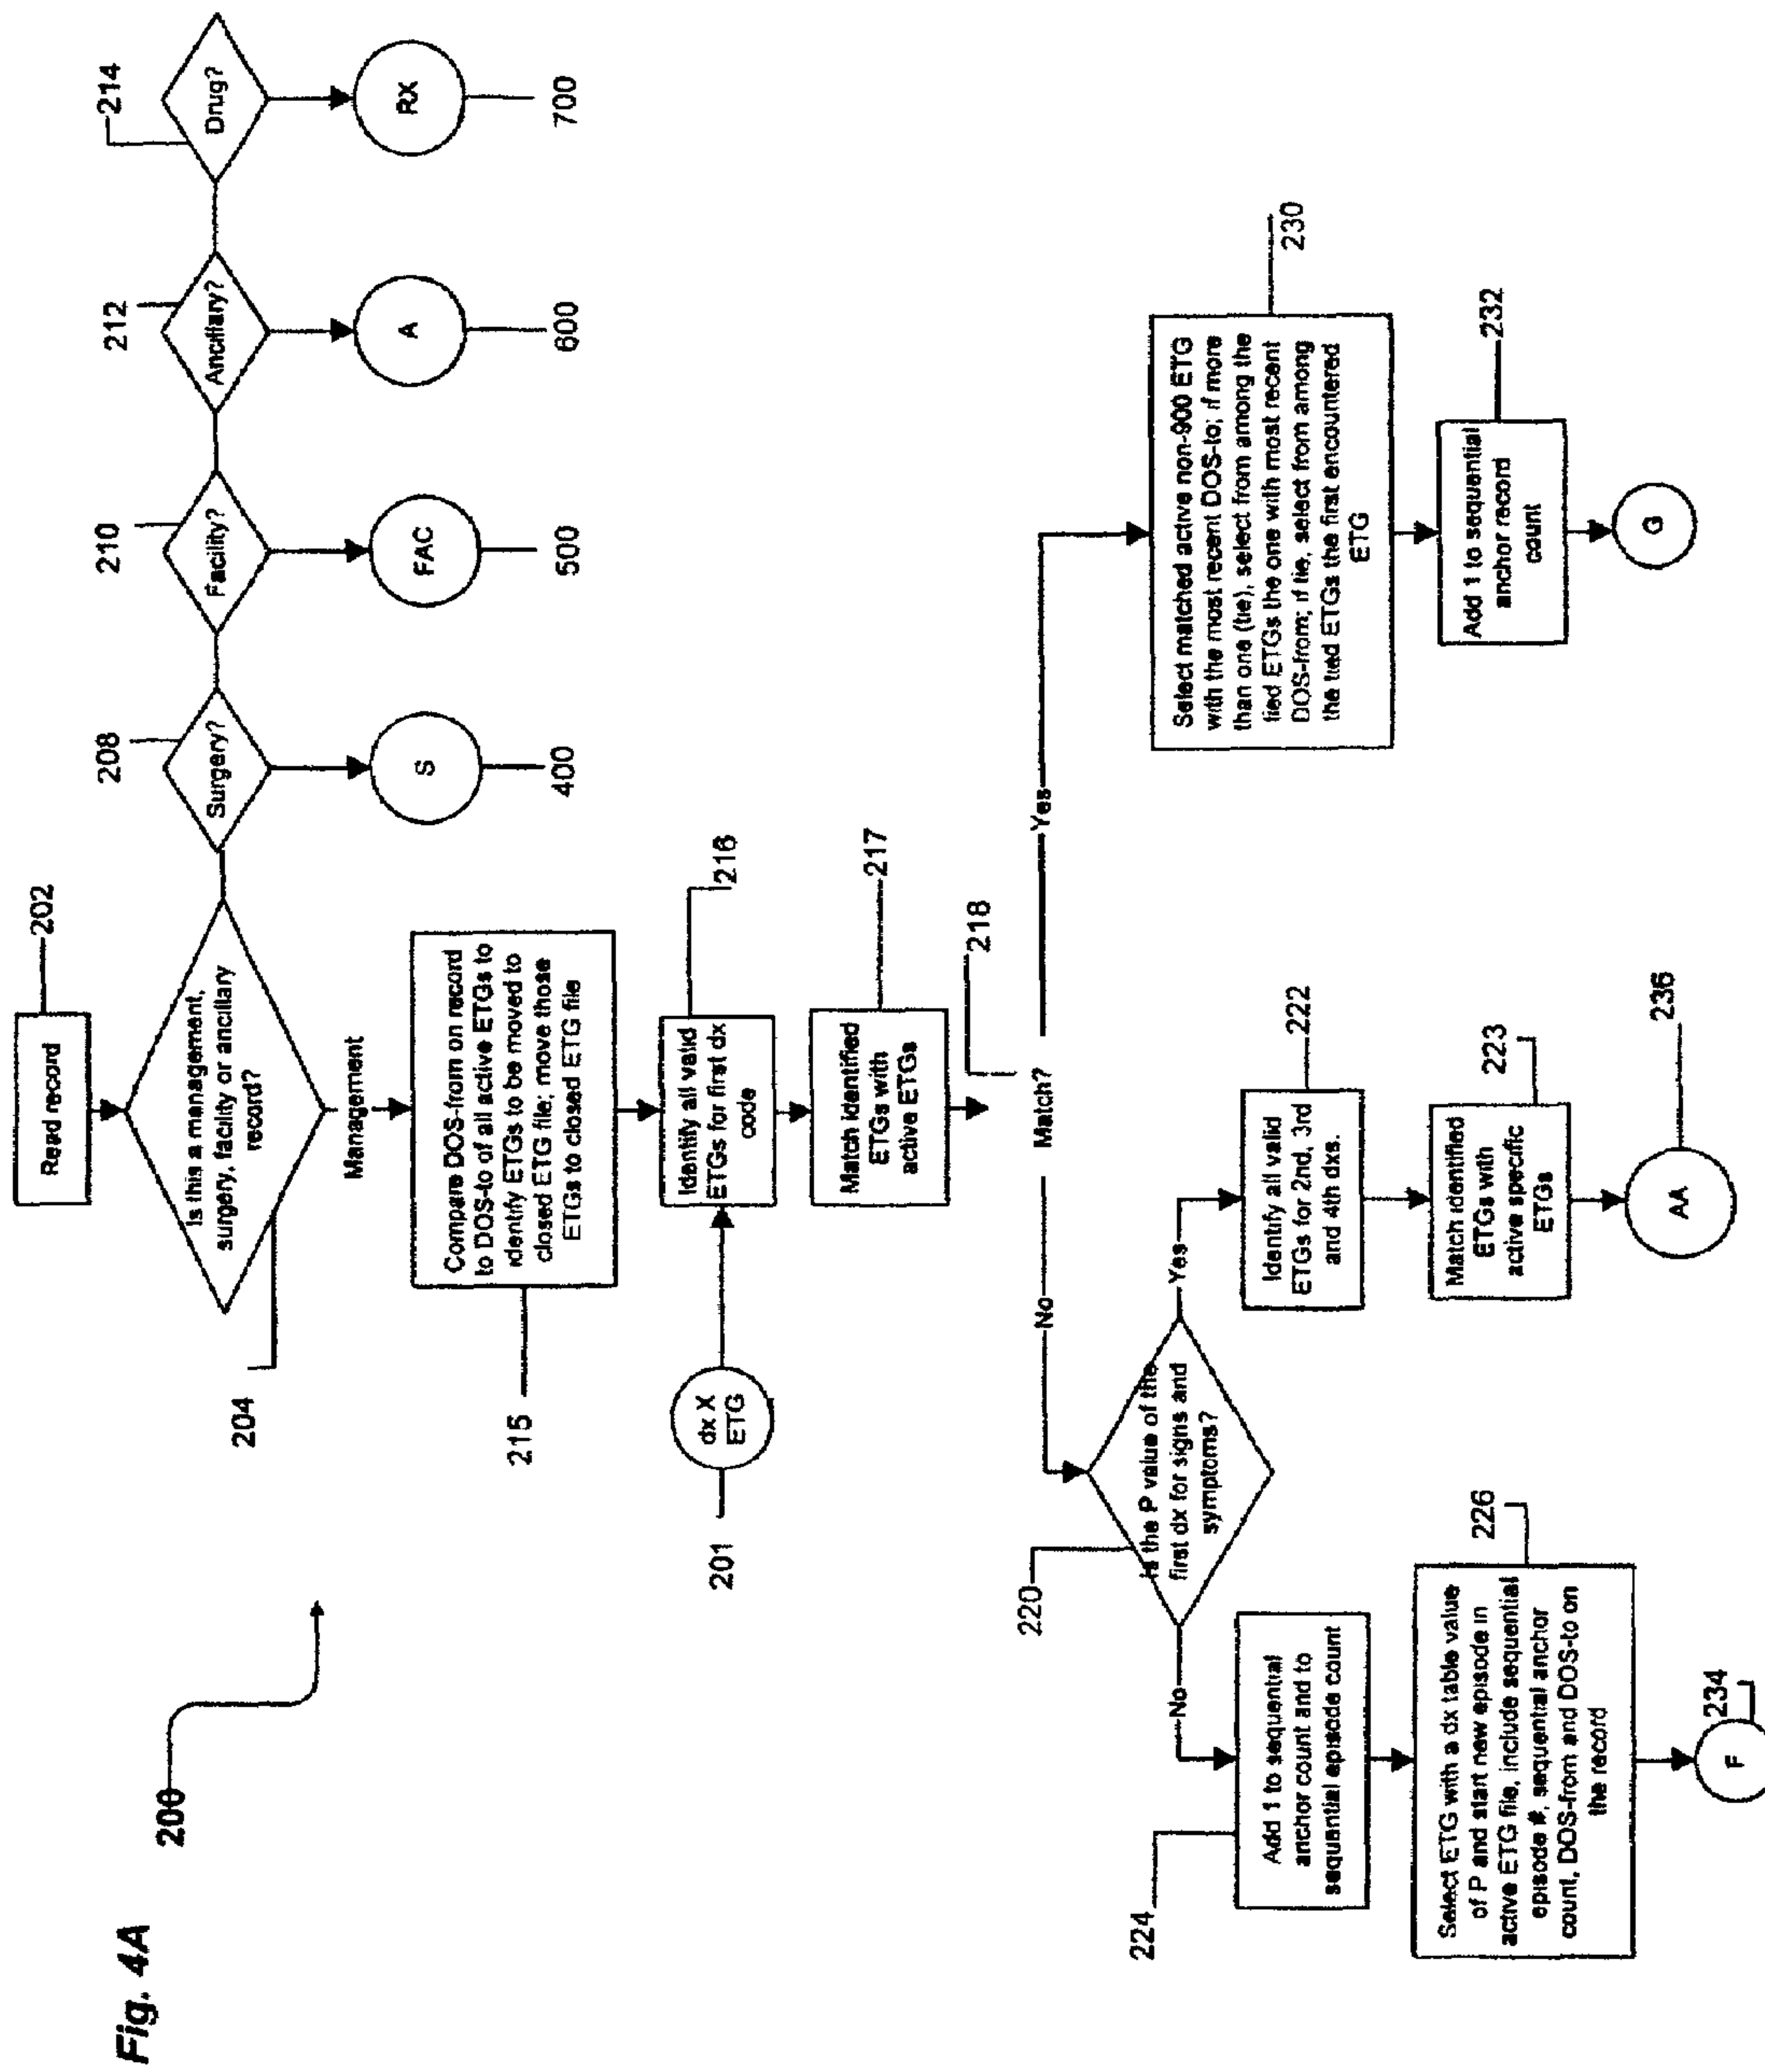 Fig. 4A
200
Read record
202
Is this a management,
surgery, facility or ancillary
record?
204
Surgery?
208
Facility?
210
Ancillary?
212
Drug?
214
S
400
FAC
500
A
600
RX
700
Management
Compare DOS-from on record
to DOS-to of all active ETGs to
identify ETGs to be moved to
closed ETG file; move those
ETGs to closed ETG file
215
dx X
ETG
201
Identify all valid
ETGs for first dx
code
216
Match identified
ETGs with
active ETGs
217
218
Match?
No
Yes
Is the P value of the
first dx for signs and
symptoms?
220
No
Yes
Add 1 to sequential
anchor count and to
sequential episode count
224
Select ETG with a dx table value
of P and start new episode in
active ETG file, include sequential
episode #, sequential anchor
count, DOS-from and DOS-to on
the record
226
F
234
Identify all valid
ETGs for 2nd, 3rd
and 4th dxs.
222
Match identified
ETGs with
active specific
ETGs
223
AA
236
Select matched active non-900 ETG
with the most recent DOS-to; if more
than one (tie), select from among the
tied ETGs the one with most recent
DOS-from; if tie, select from among
the tied ETGs the first encountered
ETG
230
Add 1 to sequential
anchor record
count
232
G